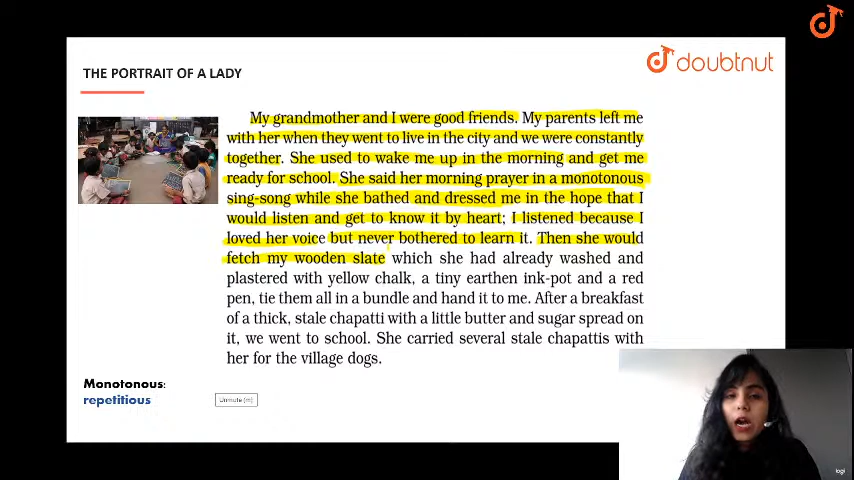 THE PORTRAIT OF A LADY
doubtnut
My grandmother and I were good friends. My parents left me
with her when they went to live in the city and we were constantly
together. She used to wake me up in the morning and get me
ready for school. She said her morning prayer in a monotonous
sing-song while she bathed and dressed me in the hope that I
would listen and get to know it by heart; I listened because I
loved her voice but never bothered to learn it. Then she would
fetch my wooden slate which she had already washed and
plastered with yellow chalk, a tiny earthen ink-pot and a red
pen, tie them all in a bundle and hand it to me. After a breakfast
of a thick, stale chapatti with a little butter and sugar spread on
it, we went to school. She carried several stale chapattis with
her for the village dogs.
Monotonous:
repetitious
Unmute (m)
logi